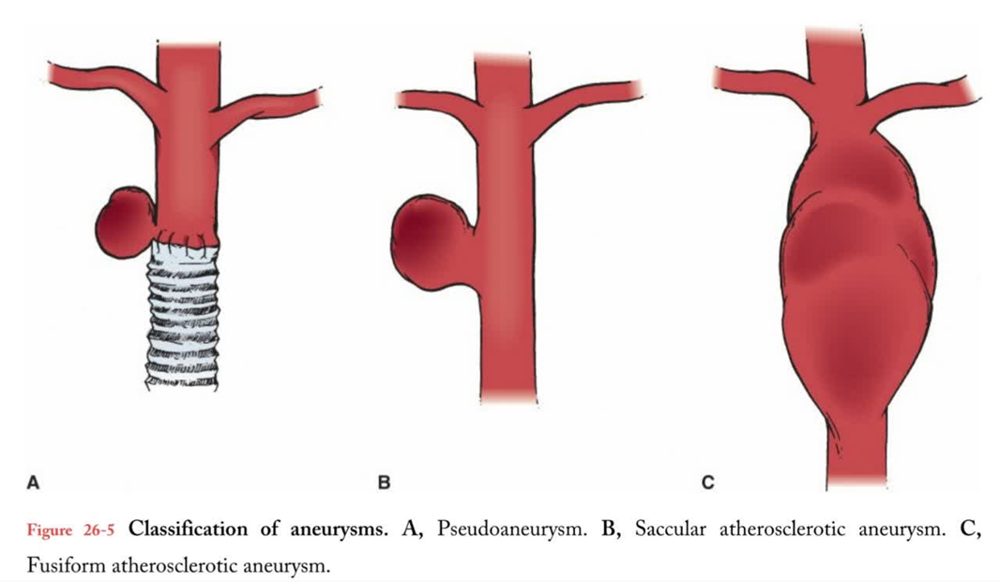 A
B
C
Figure 26-5 Classification of aneurysms. A, Pseudoaneurysm. B, Saccular atherosclerotic aneurysm. C,
Fusiform atherosclerotic aneurysm.